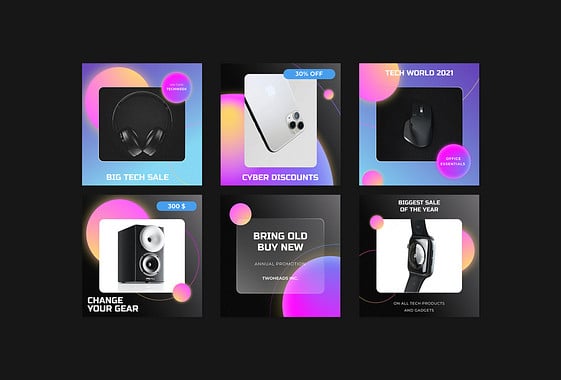 TECHWEEK
BIG TECH SALE
30% OFF
CYBER DISCOUNTS
TECH WORLD 2021
OFFICE
ESSENTIALS
300 $
CHANGE
YOUR GEAR
BRING OLD
BUY NEW
ANNUAL PROMOTION
TWOHEADS INC.
BIGGEST SALE
OF THE YEAR
ON ALL TECH PRODUCTS
AND GADGETS